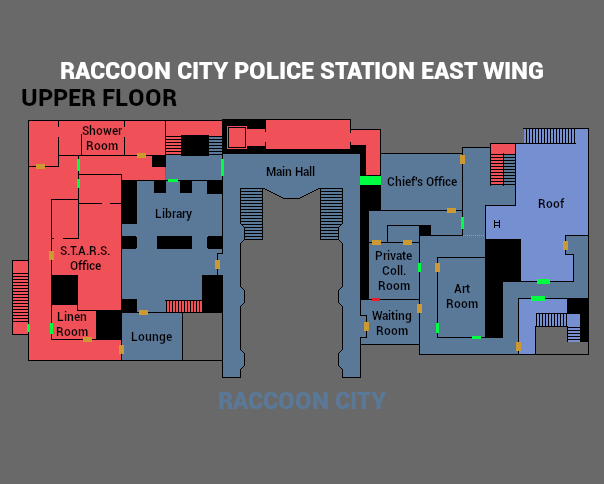 RACCOON CITY POLICE STATION EAST WING
UPPER FLOOR
Shower
Room
Main Hall
Chief's Office
Library
Roof
S.T.A.R.S.
Office
Private
Coll.
Room
Art
Room
Linen
Room
Lounge
Waiting
Room
RACCOON CITY